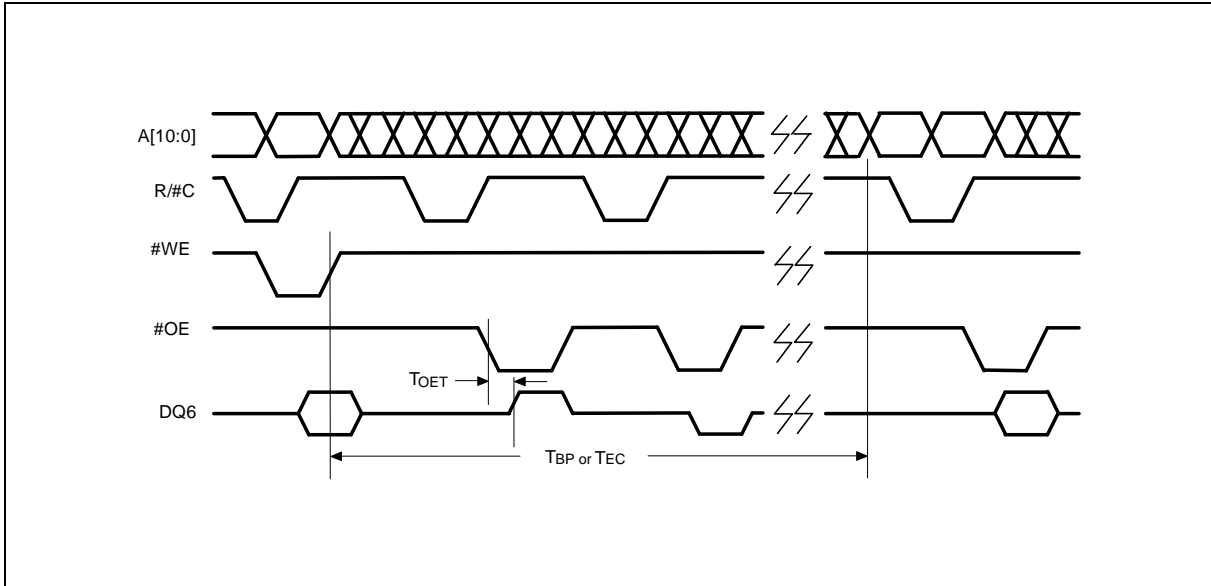 A[10:0]
R/#C
#WE
#OE
TOET
DQ6
TBP or TEC